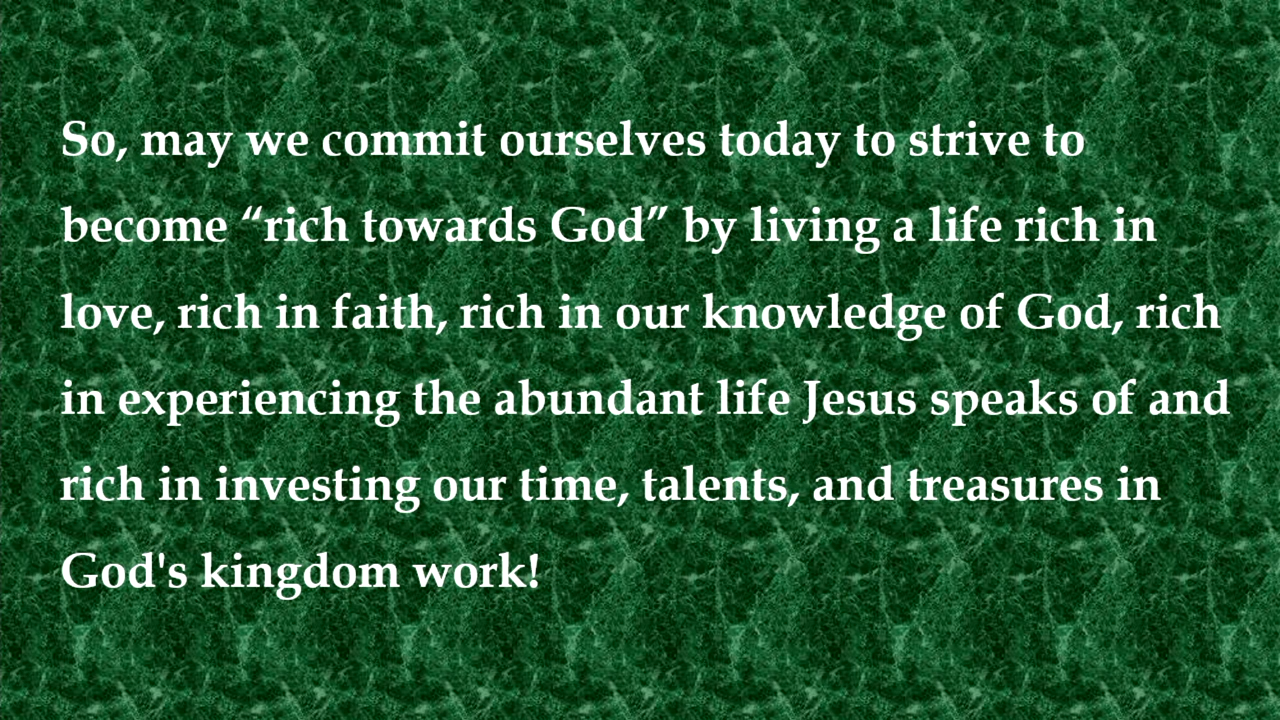 So, may we commit ourselves today to strive to
become “rich towards God” by living a life rich in
love, rich in faith, rich in our knowledge of God, rich
in experiencing the abundant life Jesus speaks of and
rich in investing our time, talents, and treasures in
God's kingdom work!